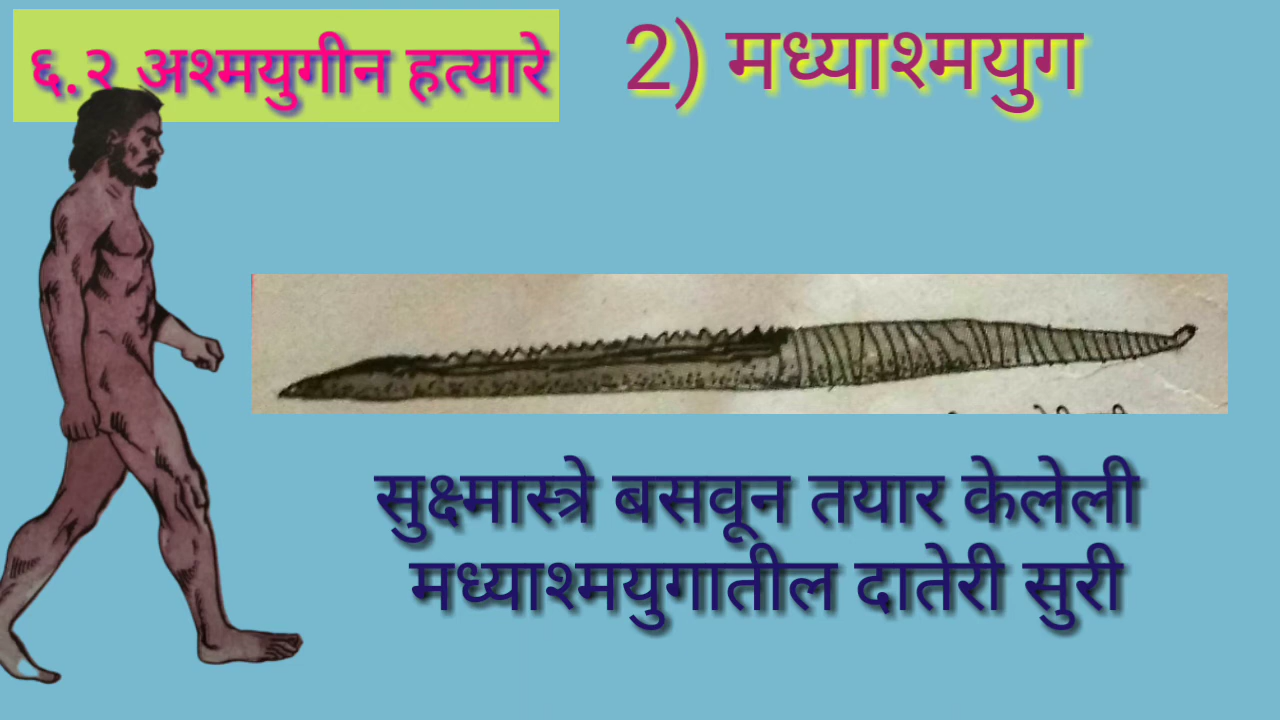 ६.२ अश्मयुगीन हत्यारे
2) मध्याश्मयुग
सुक्ष्मास्त्रे बसवून तयार केलेली
मध्याश्मयुगातील दातेरी सुरी